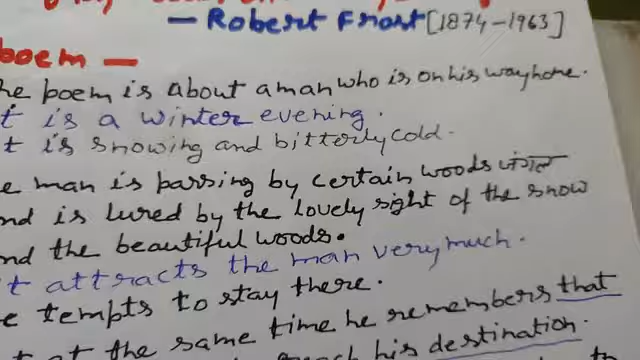 — Robert Frost [1874-1963]
poem —
he poem is about a man who is on his way home.
t is a winter evening.
t is snowing and bitterly cold.
e man is passing by certain woods जंगल
nd is lured by the lovely sight of the snow
nd the beautiful woods.
t attracts the man very much.
e tempts to stay there.
at the same time he remembers that
his destination.